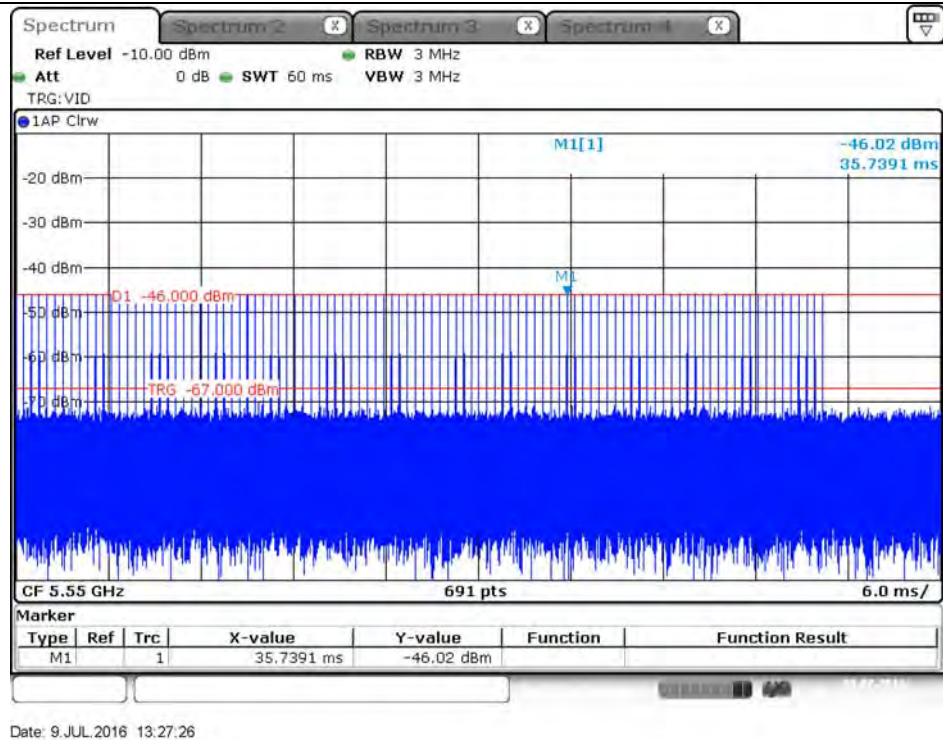 Spectrum Spectrum 2 X Spectrum 3 X Spectrum 4 X
Ref Level -10.00 dBm RBW 3 MHz
Att 0 dB SWT 60 ms VBW 3 MHz
TRG:VID
1AP Clrw
M1[1] -46.02 dBm
35.7391 ms
-20 dBm
-30 dBm
-40 dBm
M1
D1 -46.000 dBm
-50 dBm
-60 dBm
TRG -67.000 dBm
-70 dBm
CF 5.55 GHz 691 pts 6.0 ms/
Marker
Type Ref Trc X-value Y-value Function Function Result
M1 1 35.7391 ms -46.02 dBm
Date: 9.JUL.2016 13:27:26